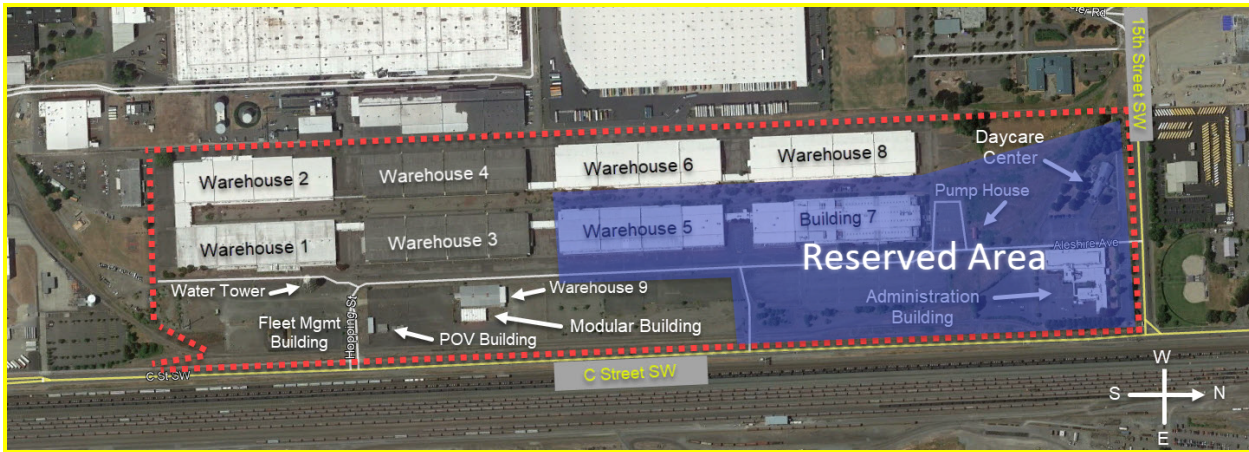 15th Street SW
Daycare
Center
Warehouse 2
Warehouse 4
Warehouse 6
Warehouse 8
Pump House
Warehouse 1
Warehouse 3
Warehouse 5
Building 7
Aleshire Ave
Reserved Area
Water Tower
Warehouse 9
Administration
Building
Fleet Mgmt
Building
Hopping St
POV Building
Modular Building
C St SW
C Street SW
W
S
N
E